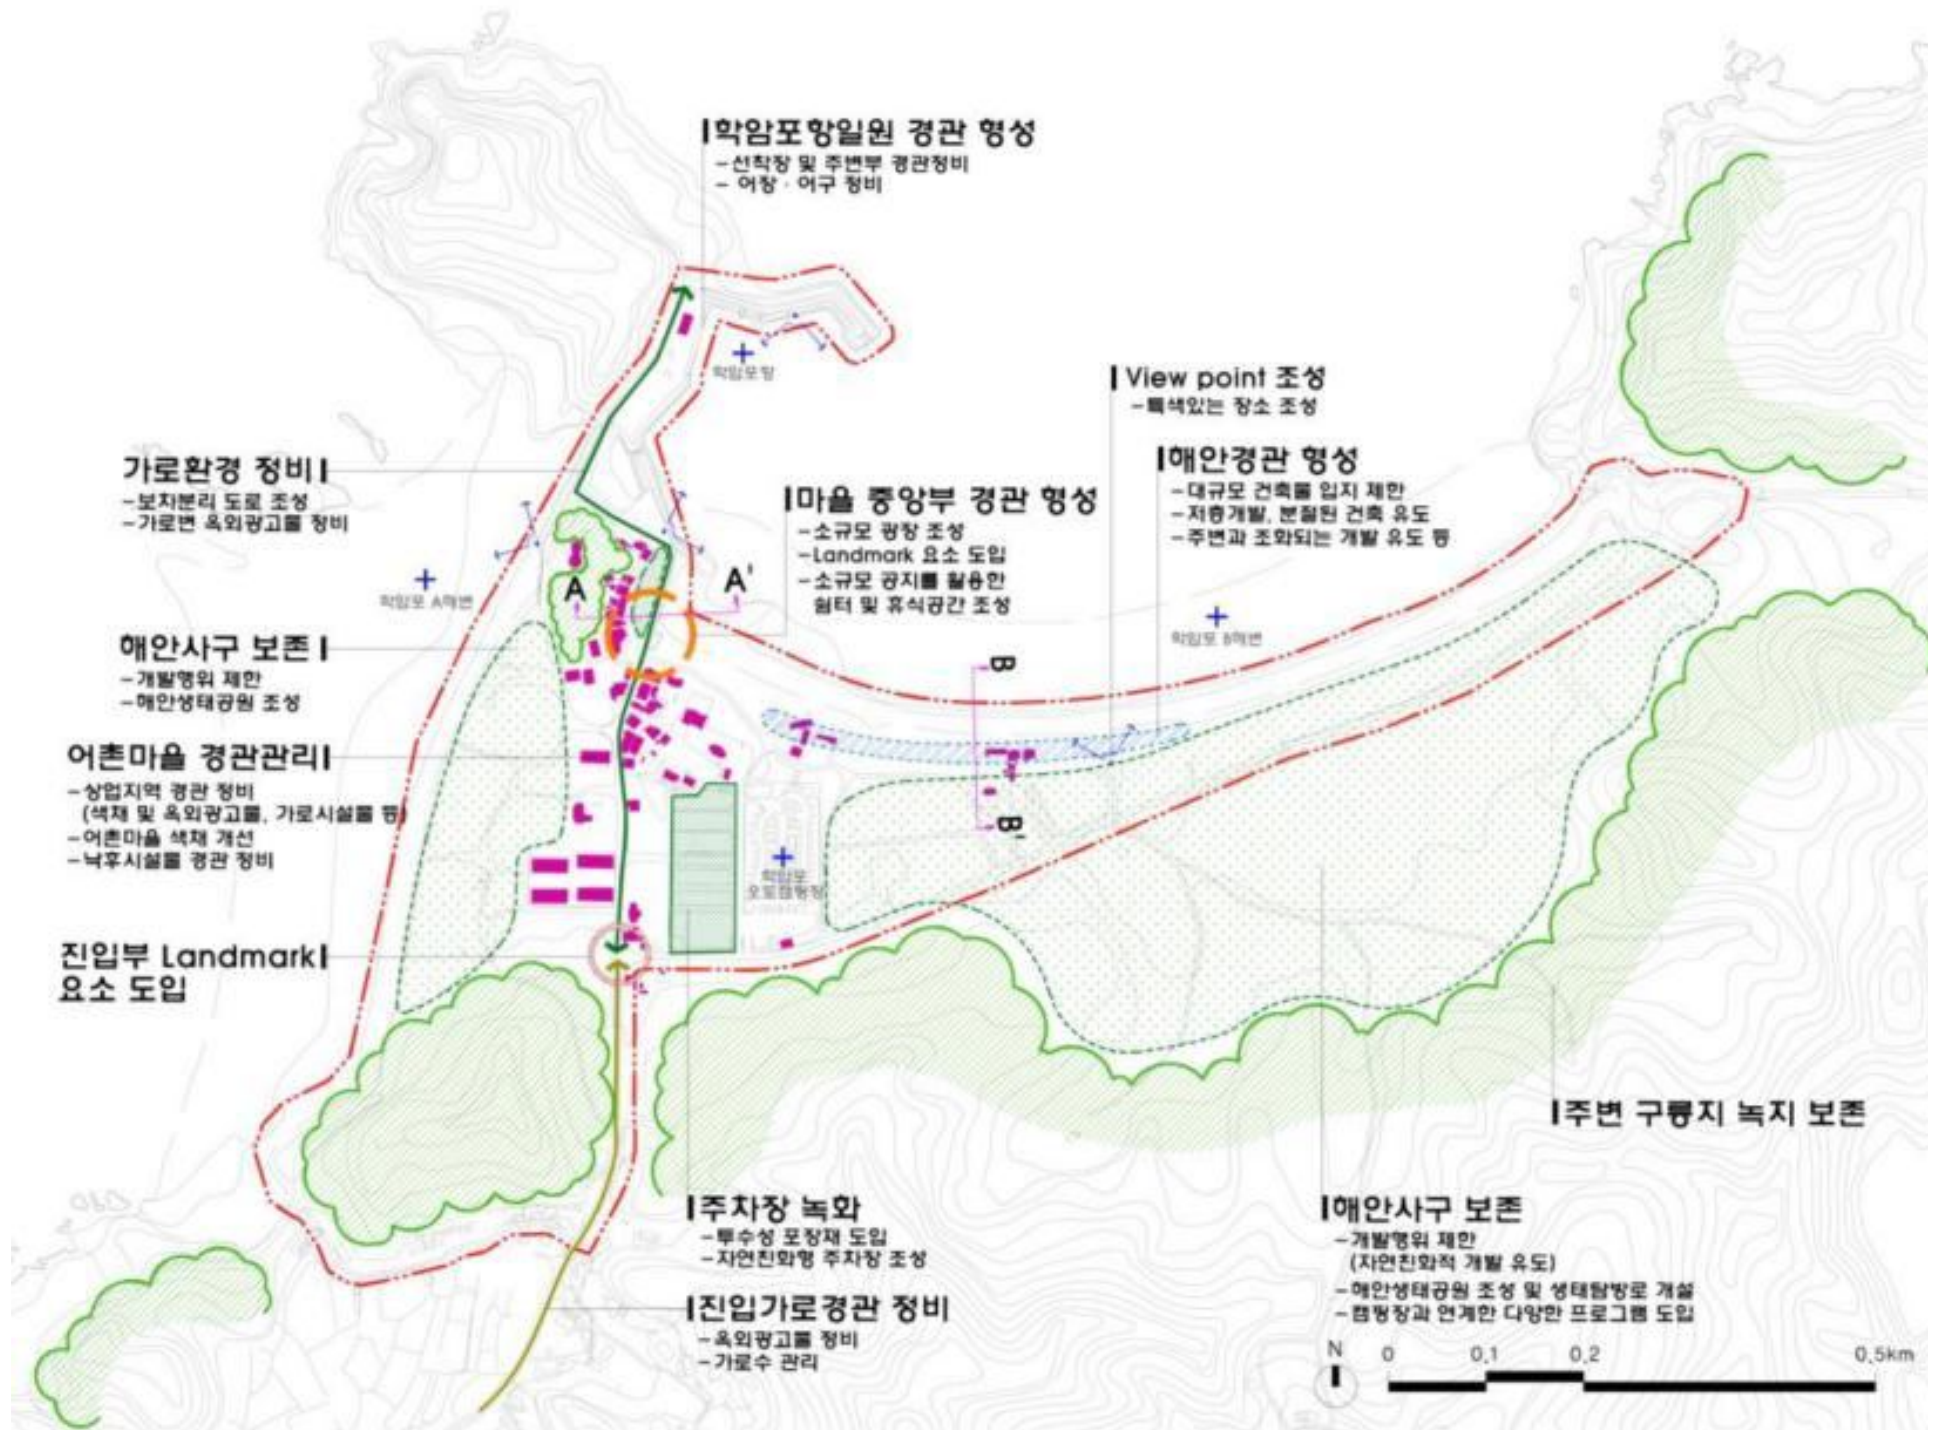 학암포항일원 경관 형성
-선착장 및 주변부 경관정비
- 어장 · 어구 정비
학암포항
View point 조성
-특색있는 장소 조성
해안경관 형성
-대규모 건축물 입지 제한
-저층개발, 분절된 건축 유도
-주변과 조화되는 개발 유도 등
가로환경 정비
-보차분리 도로 조성
-가로변 옥외광고물 정비
마을 중앙부 경관 형성
-소규모 광장 조성
-Landmark 요소 도입
-소규모 공지를 활용한
쉼터 및 휴식공간 조성
A
A'
학암포 A해변
학암포 B해변
해안사구 보존
-개발행위 제한
-해안생태공원 조성
B
B'
어촌마을 경관관리
-상업지역 경관 정비
(색채 및 옥외광고물, 가로시설물 등)
-어촌마을 색채 개선
-낙후시설물 경관 정비
학암포
오토캠핑장
진입부 Landmark
요소 도입
주변 구릉지 녹지 보존
주차장 녹화
-투수성 포장재 도입
-자연친화형 주차장 조성
해안사구 보존
-개발행위 제한
(자연친화적 개발 유도)
-해안생태공원 조성 및 생태탐방로 개설
-캠핑장과 연계한 다양한 프로그램 도입
진입가로경관 정비
-옥외광고물 정비
-가로수 관리
N
0 0.1 0.2 0.5km